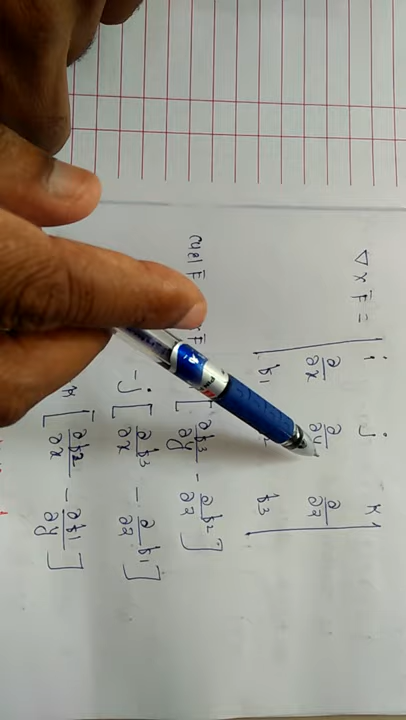 ∇ × F̄ = | i j k |
| ∂/∂x ∂/∂y ∂/∂z |
| f1 f3 |
curl F̄ F̄ [ ∂f3/∂y - ∂f2/∂z ]
-j [ ∂f3/∂x - ∂f1/∂z ]
k [ ∂f2/∂x - ∂f1/∂y ]